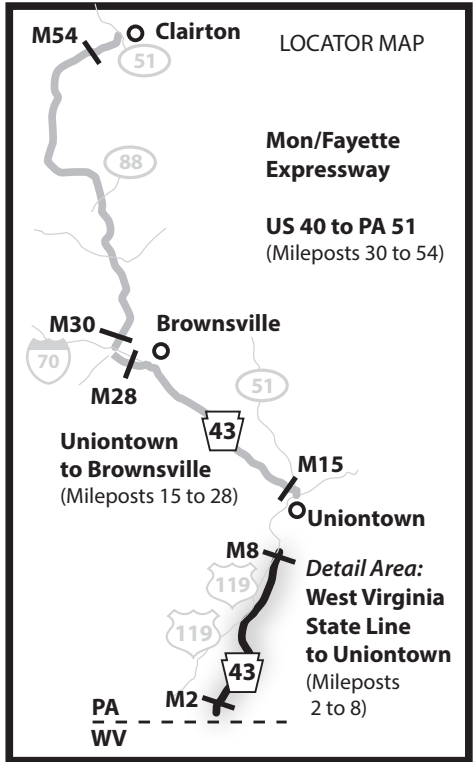 M54
Clairton
LOCATOR MAP
51
Mon/Fayette
Expressway
88
US 40 to PA 51
(Mileposts 30 to 54)
M30
Brownsville
70
M28
51
43
Uniontown
to Brownsville
(Mileposts 15 to 28)
M15
Uniontown
M8
Detail Area:
West Virginia
State Line
to Uniontown
(Mileposts
2 to 8)
119
119
43
M2
PA
WV